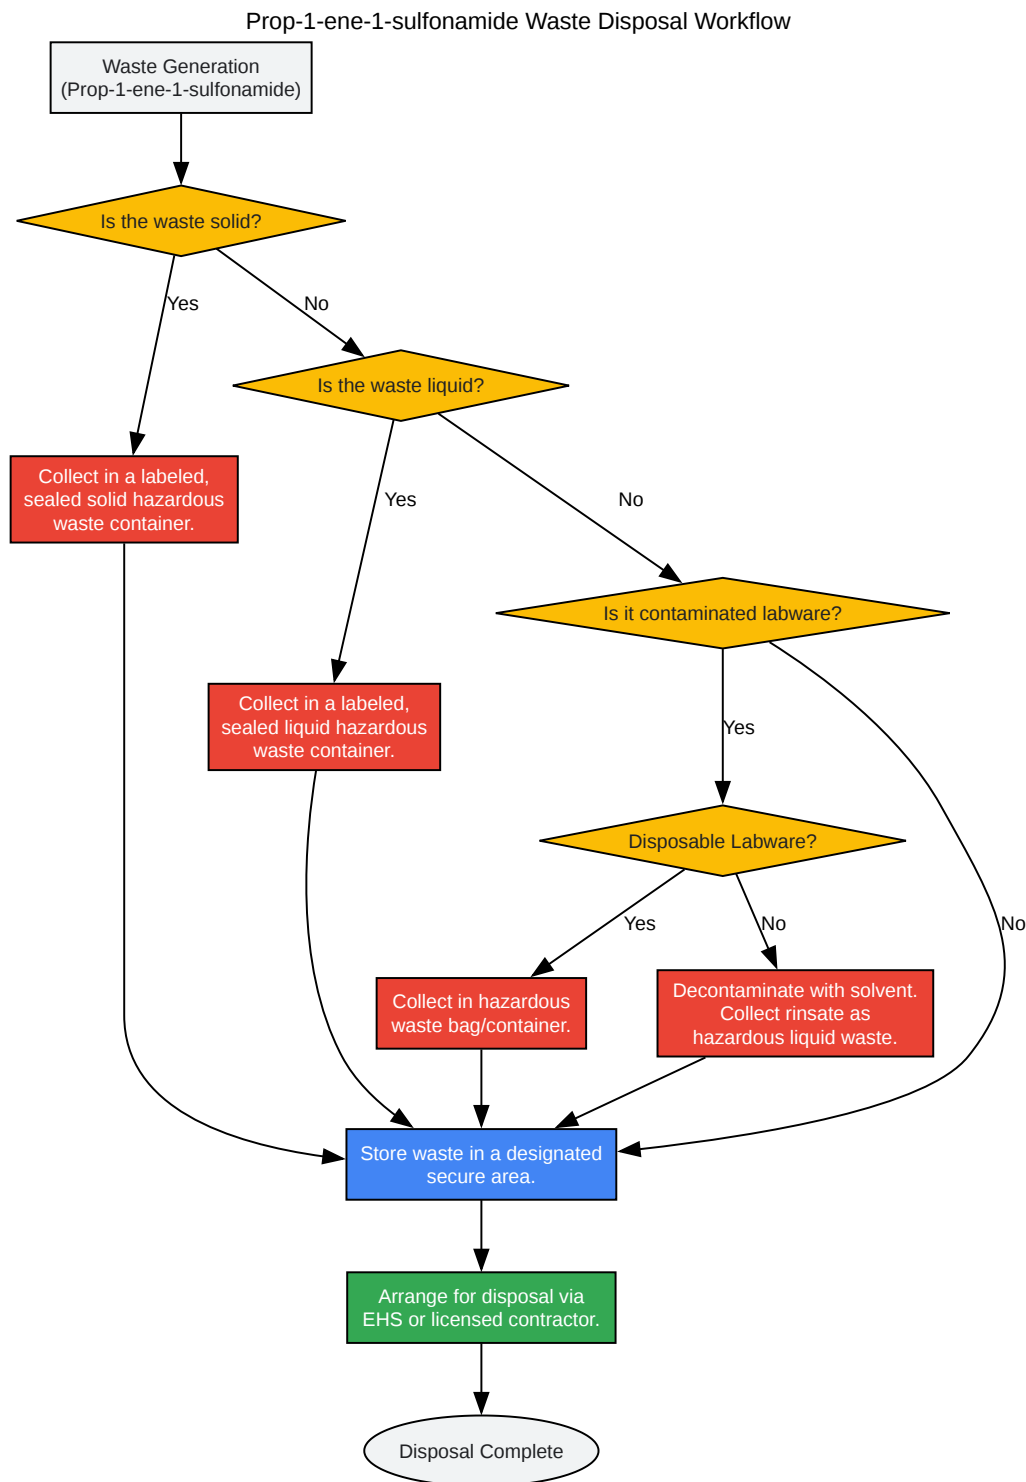 Prop-1-ene-1-sulfonamide Waste Disposal Workflow
Waste Generation
(Prop-1-ene-1-sulfonamide)
Is the waste solid?
Yes
No
Is the waste liquid?
Collect in a labeled,
sealed solid hazardous
waste container.
Yes
No
Is it contaminated labware?
Collect in a labeled,
sealed liquid hazardous
waste container.
Yes
Disposable Labware?
Yes
No
No
Collect in hazardous
waste bag/container.
Decontaminate with solvent.
Collect rinsate as
hazardous liquid waste.
Store waste in a designated
secure area.
Arrange for disposal via
EHS or licensed contractor.
Disposal Complete